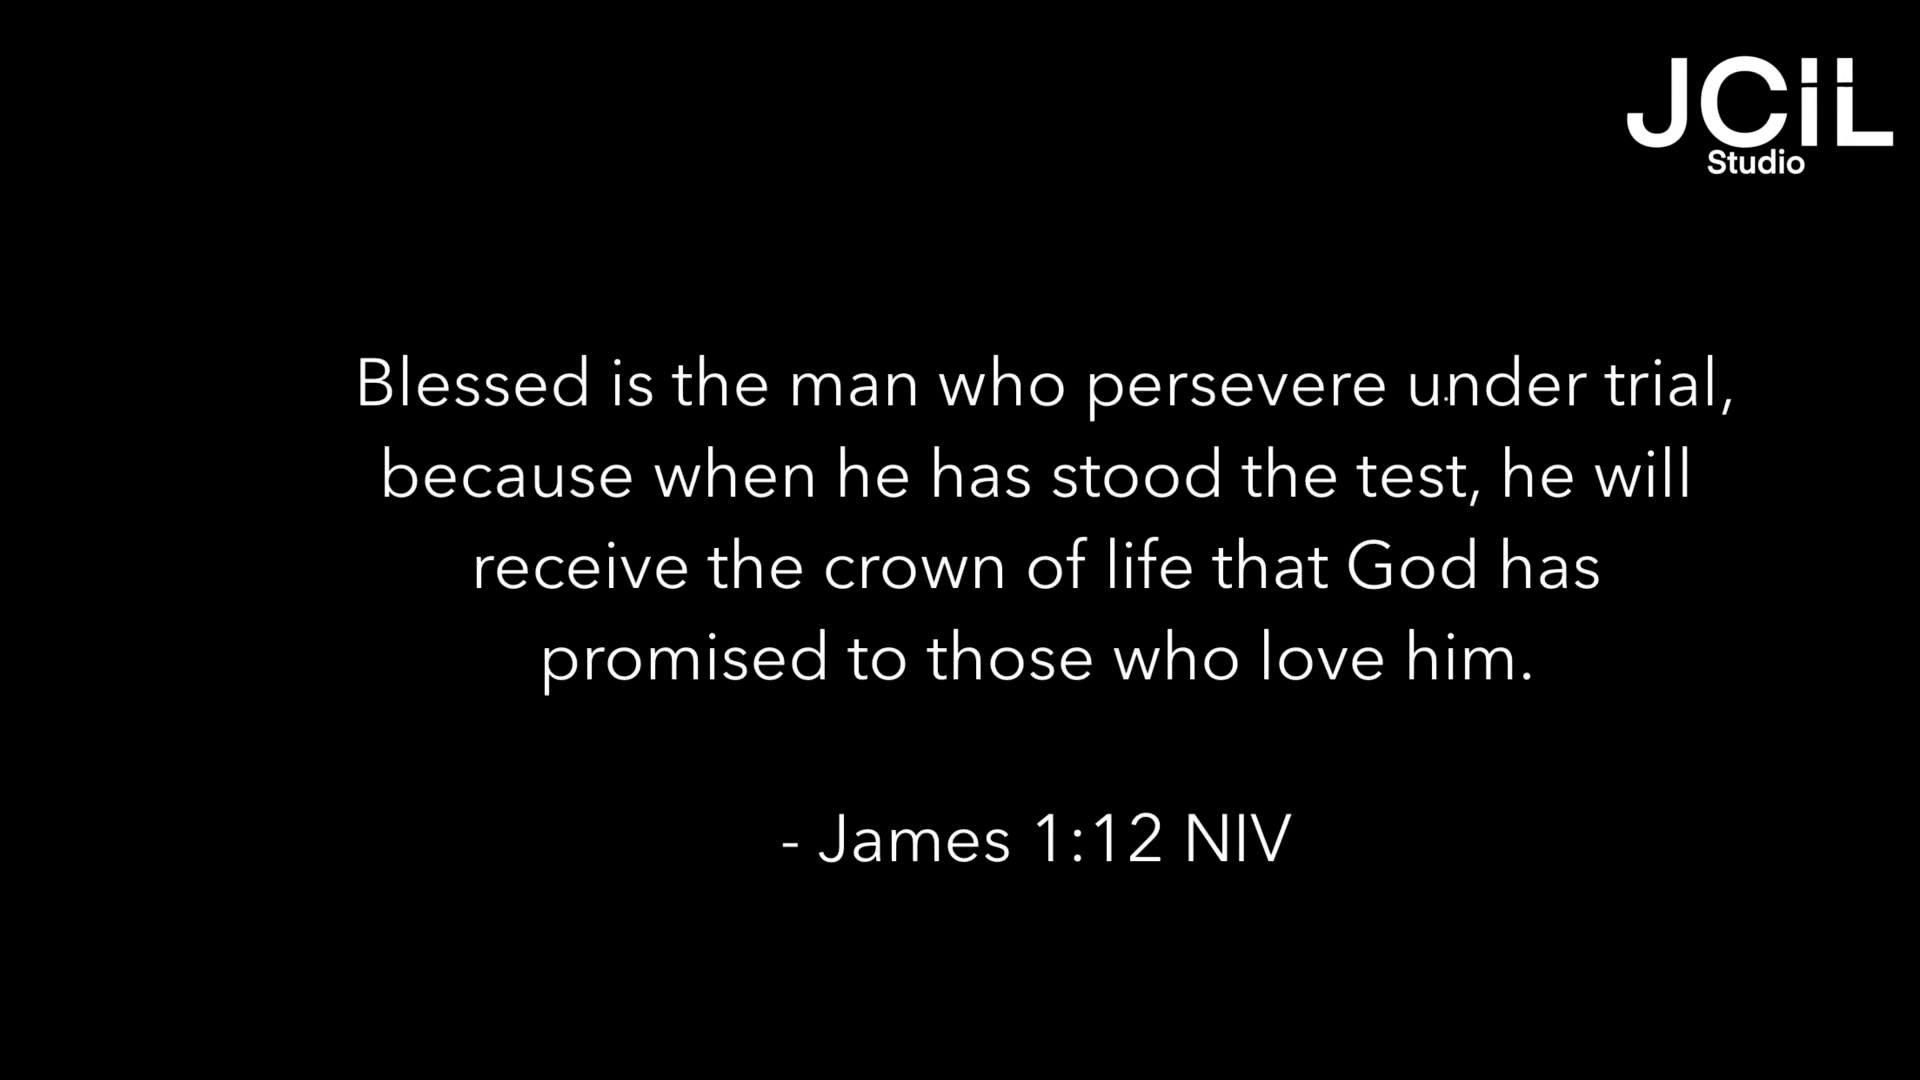 JCiL
Studio
Blessed is the man who persevere under trial,
because when he has stood the test, he will
receive the crown of life that God has
promised to those who love him.
- James 1:12 NIV